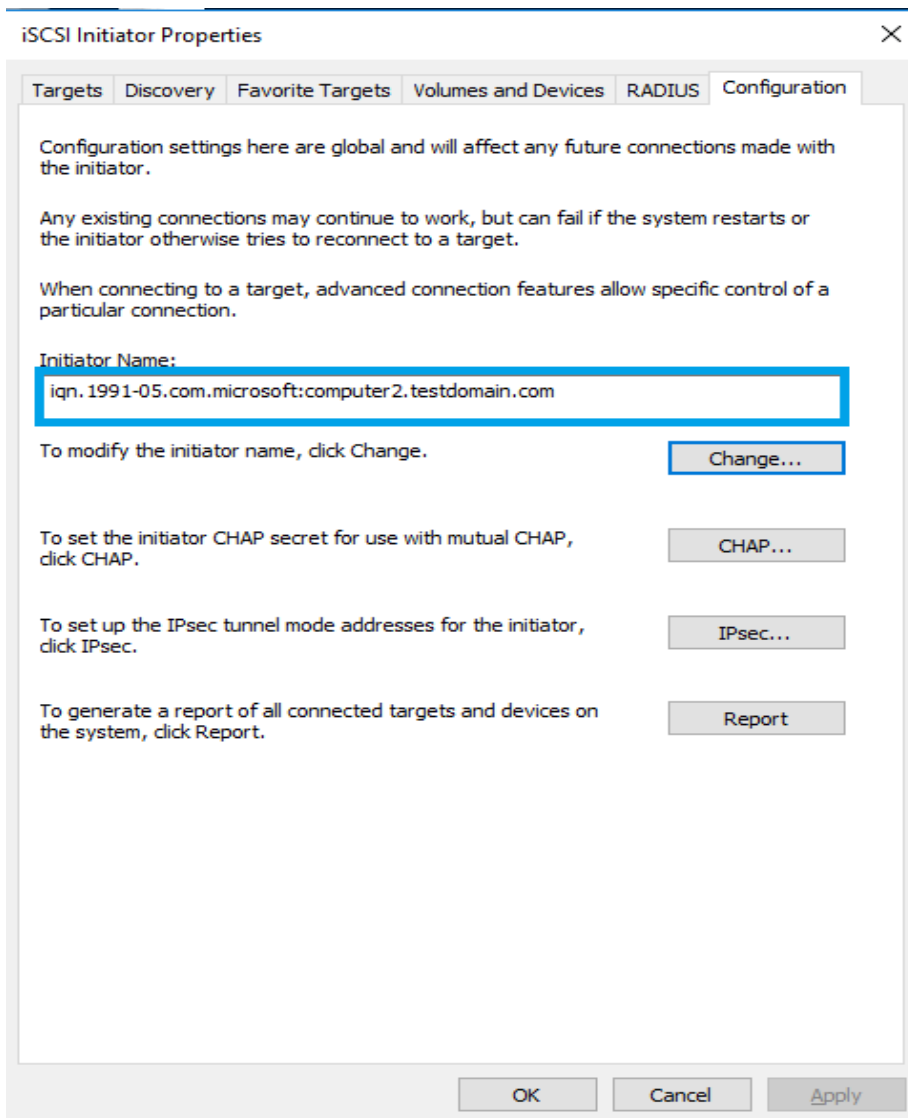 iSCSI Initiator Properties
Targets Discovery Favorite Targets Volumes and Devices RADIUS Configuration
Configuration settings here are global and will affect any future connections made with
the initiator.
Any existing connections may continue to work, but can fail if the system restarts or
the initiator otherwise tries to reconnect to a target.
When connecting to a target, advanced connection features allow specific control of a
particular connection.
Initiator Name:
iqn.1991-05.com.microsoft:computer2.testdomain.com
To modify the initiator name, click Change.
Change...
To set the initiator CHAP secret for use with mutual CHAP,
click CHAP.
CHAP...
To set up the IPsec tunnel mode addresses for the initiator,
click IPsec.
IPsec...
To generate a report of all connected targets and devices on
the system, click Report.
Report
OK Cancel Apply